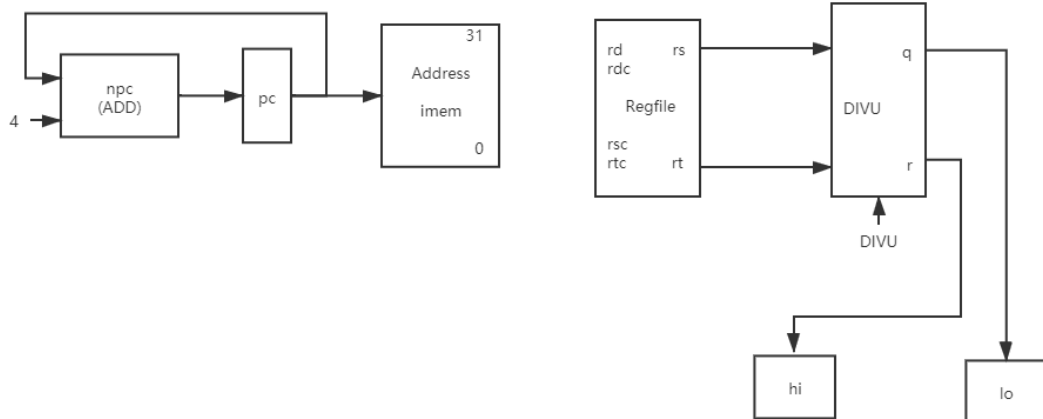 npc
(ADD)
4
pc
31
Address
imem
0
rd
rdc
rs
Regfile
rsc
rtc
rt
q
DIVU
r
DIVU
hi
lo